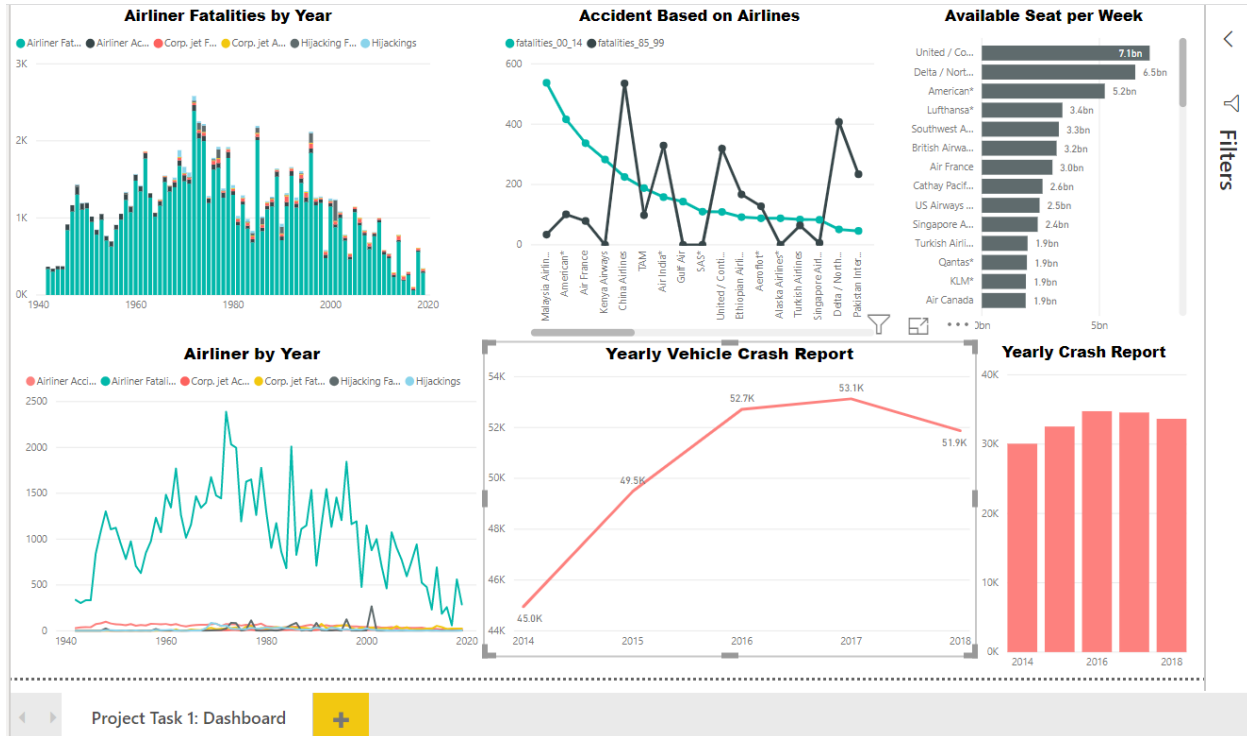 Airliner Fatalities by Year
Airliner Fat... Airliner Ac... Corp. jet F... Corp. jet A... Hijacking F... Hijackings
3K
2K
1K
0K
1940 1960 1980 2000 2020
Accident Based on Airlines
fatalities_00_14 fatalities_85_99
600
400
200
0
Malaysia Airlin...
American*
Air France
Kenya Airways
China Airlines
TAM
Air India*
Gulf Air
SAS*
United / Conti...
Ethiopian Airli...
Aeroflot*
Alaska Airlines*
Turkish Airlines
Singapore Airl...
Delta / North...
Pakistan Inter...
Available Seat per Week
United / Co... 7.1bn
Delta / Nort... 6.5bn
American* 5.2bn
Lufthansa* 3.4bn
Southwest A... 3.3bn
British Airwa... 3.2bn
Air France 3.0bn
Cathay Pacif... 2.6bn
US Airways ... 2.5bn
Singapore A... 2.4bn
Turkish Airli... 1.9bn
Qantas* 1.9bn
KLM* 1.9bn
Air Canada 1.9bn
0bn 5bn
Filters
Airliner by Year
Airliner Acci... Airliner Fatali... Corp. jet Ac... Corp. jet Fat... Hijacking Fa... Hijackings
2500
2000
1500
1000
500
0
1940 1960 1980 2000 2020
Yearly Vehicle Crash Report
54K
52K
50K
48K
46K
44K
45.0K
49.5K
52.7K
53.1K
51.9K
2014 2015 2016 2017 2018
Yearly Crash Report
40K
30K
20K
10K
0K
2014 2016 2018
Project Task 1: Dashboard